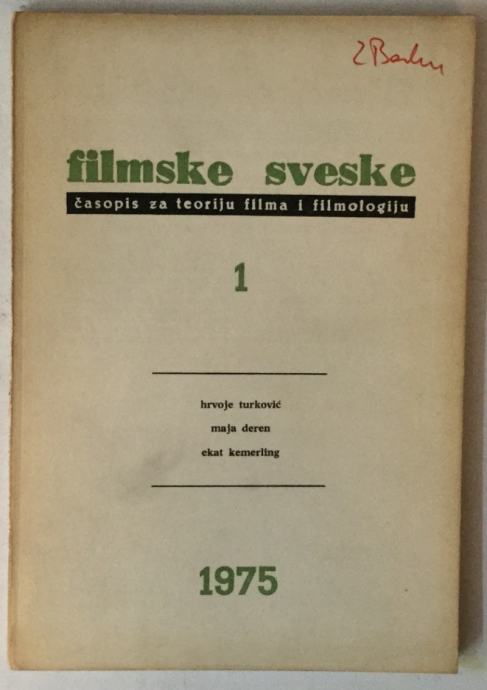 filmske sveske
časopis za teoriju filma i filmologiju
1
hrvoje turković
maja deren
ekat kemerling
1975